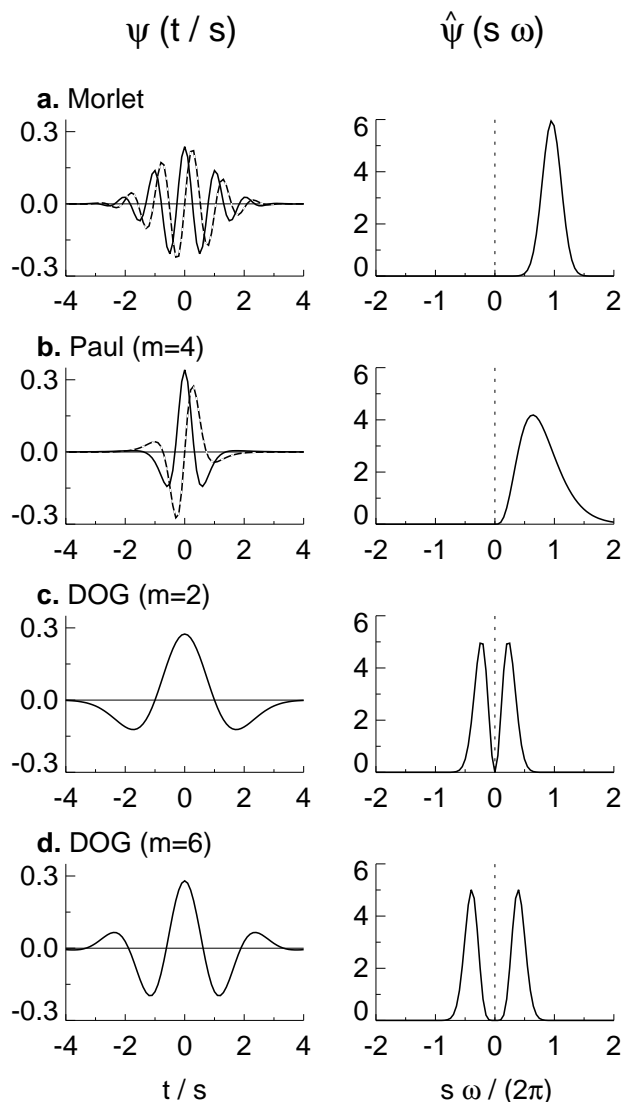 ψ (t / s) ψ̂ (s ω)
a. Morlet
0.3 0.0 -0.3
-4 -2 0 2 4
6 4 2 0
-2 -1 0 1 2
b. Paul (m=4)
0.3 0.0 -0.3
-4 -2 0 2 4
6 4 2 0
-2 -1 0 1 2
c. DOG (m=2)
0.3 0.0 -0.3
-4 -2 0 2 4
6 4 2 0
-2 -1 0 1 2
d. DOG (m=6)
0.3 0.0 -0.3
-4 -2 0 2 4
6 4 2 0
-2 -1 0 1 2
t / s s ω / (2π)